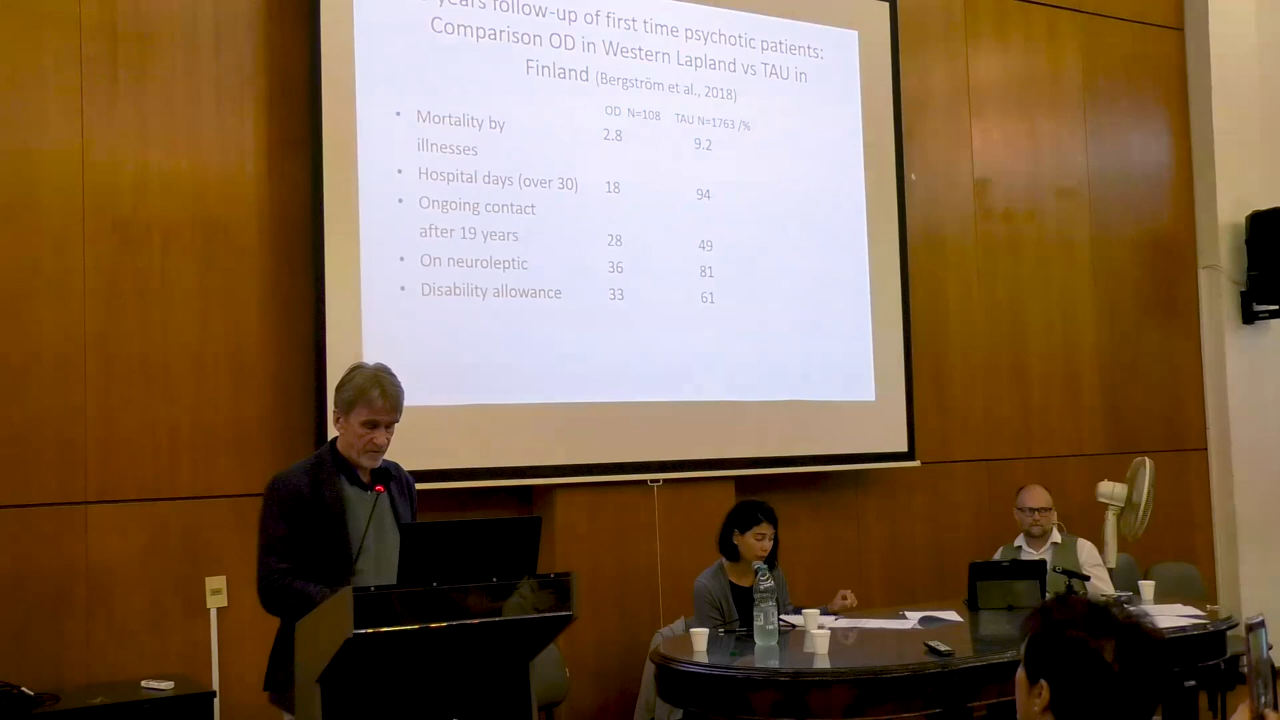 years follow-up of first time psychotic patients:
Comparison OD in Western Lapland vs TAU in
Finland (Bergström et al., 2018)
OD N=108 TAU N=1763 /%
• Mortality by
illnesses 2.8 9.2
• Hospital days (over 30) 18 94
• Ongoing contact
after 19 years 28 49
• On neuroleptic 36 81
• Disability allowance 33 61